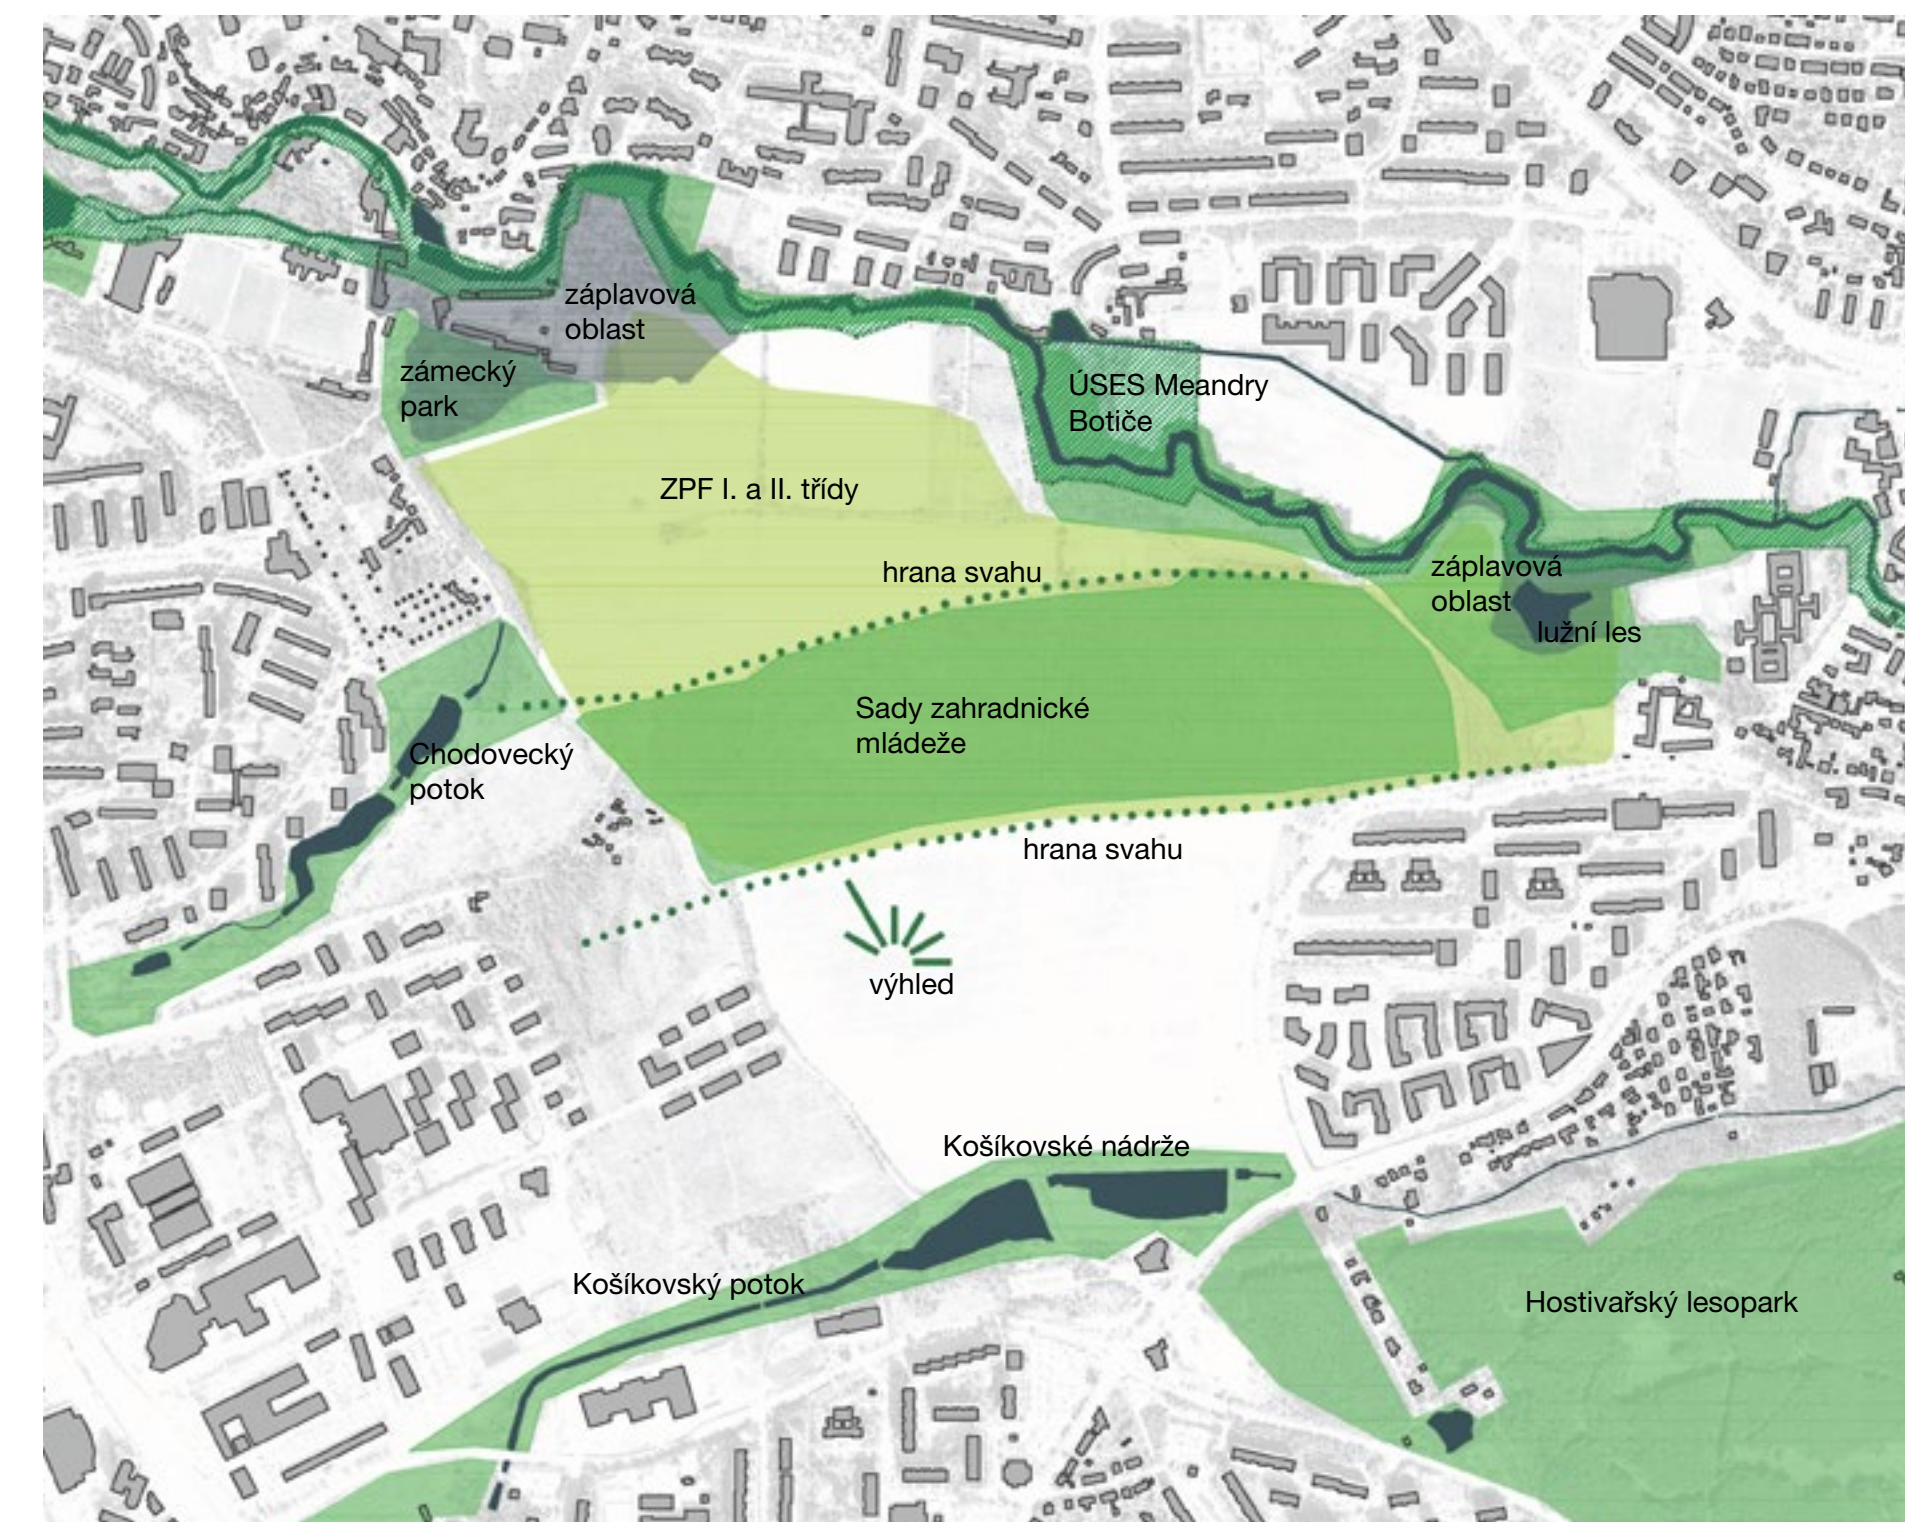 záplavová
oblast
zámecký
park
ÚSES Meandry
Botiče
ZPF I. a II. třídy
hrana svahu
záplavová
oblast
lužní les
Sady zahradnické
mládeže
Chodovecký
potok
hrana svahu
výhled
Košíkovské nádrže
Košíkovský potok
Hostivařský lesopark